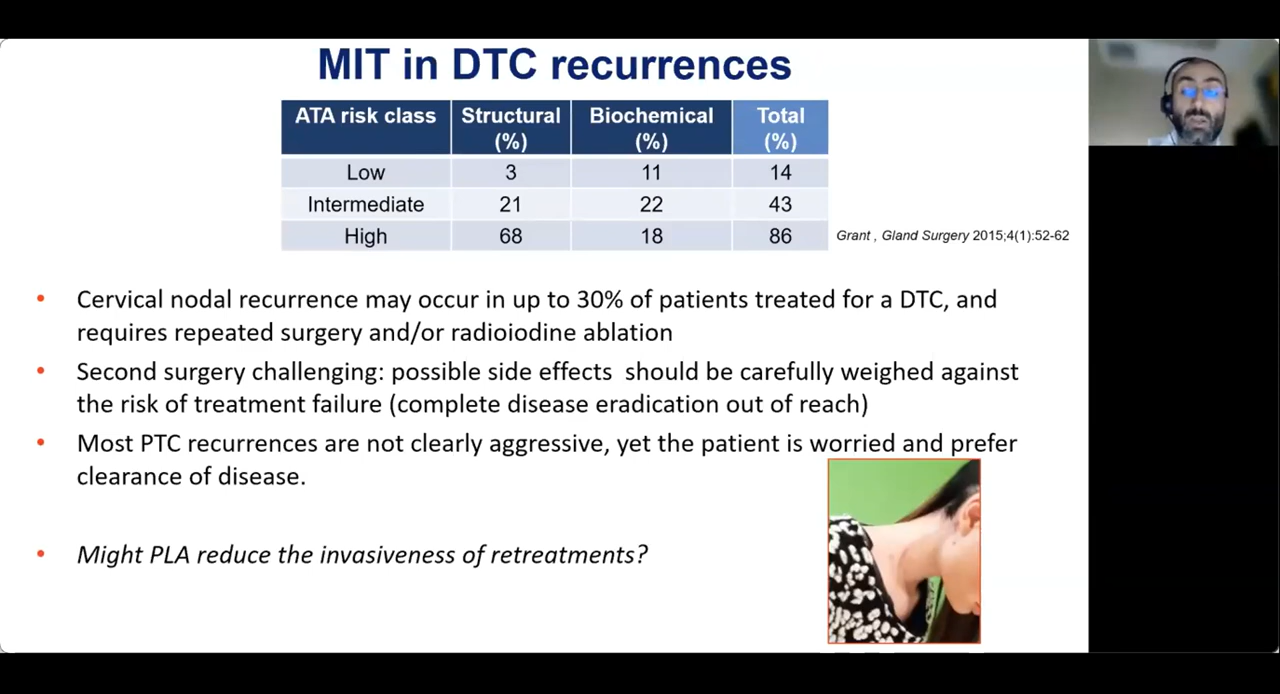 MIT in DTC recurrences
ATA risk class Structural (%) Biochemical (%) Total (%)
Low 3 11 14
Intermediate 21 22 43
High 68 18 86
Grant , Gland Surgery 2015;4(1):52-62
• Cervical nodal recurrence may occur in up to 30% of patients treated for a DTC, and
requires repeated surgery and/or radioiodine ablation
• Second surgery challenging: possible side effects should be carefully weighed against
the risk of treatment failure (complete disease eradication out of reach)
• Most PTC recurrences are not clearly aggressive, yet the patient is worried and prefer
clearance of disease.
• Might PLA reduce the invasiveness of retreatments?